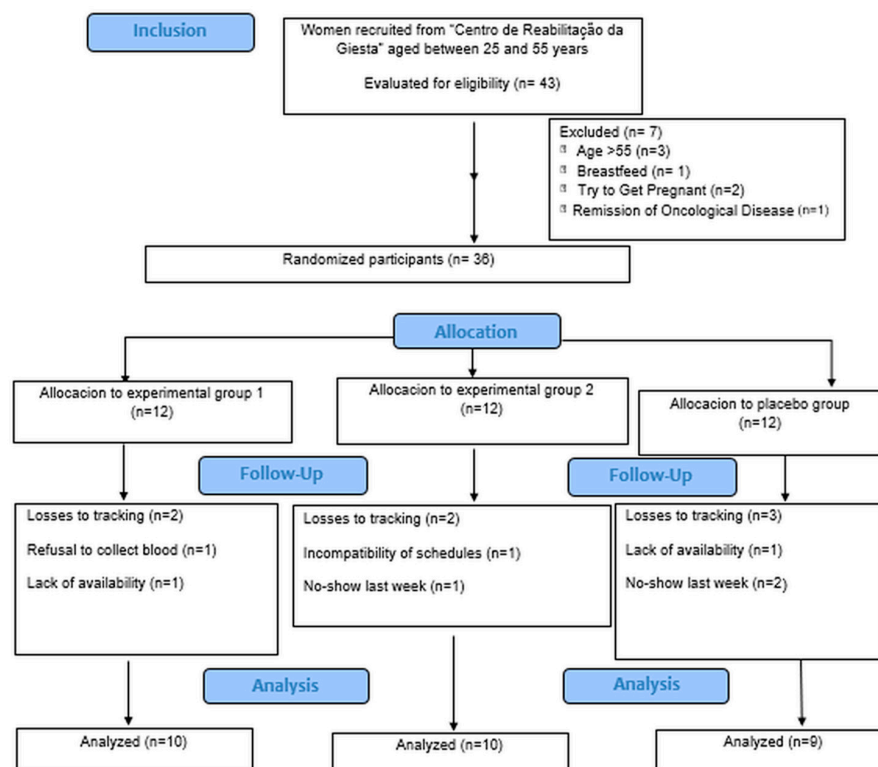 Inclusion
Women recruited from “Centro de Reabilitação da
Giesta” aged between 25 and 55 years
Evaluated for eligibility (n= 43)
Excluded (n= 7)
Age >55 (n=3)
Breastfeed (n= 1)
Try to Get Pregnant (n=2)
Remission of Oncological Disease (n=1)
Randomized participants (n= 36)
Allocation
Allocacion to experimental group 1
(n=12)
Allocacion to experimental group 2
(n=12)
Allocacion to placebo group
(n=12)
Follow-Up
Follow-Up
Losses to tracking (n=2)
Refusal to collect blood (n=1)
Lack of availability (n=1)
Losses to tracking (n=2)
Incompatibility of schedules (n=1)
No-show last week (n=1)
Losses to tracking (n=3)
Lack of availability (n=1)
No-show last week (n=2)
Analysis
Analysis
Analyzed (n=10)
Analyzed (n=10)
Analyzed (n=9)